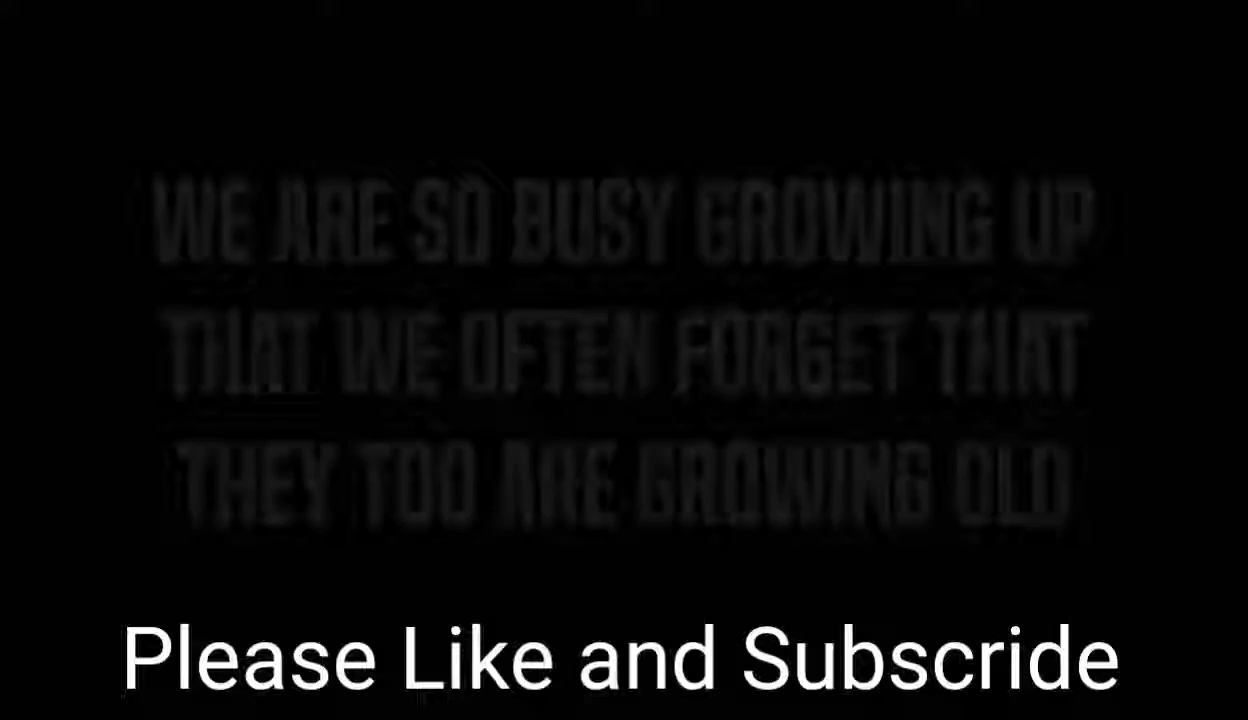 WE ARE SO BUSY GROWING UP
THAT WE OFTEN FORGET THAT
THEY TOO ARE GROWING OLD
Please Like and Subscride